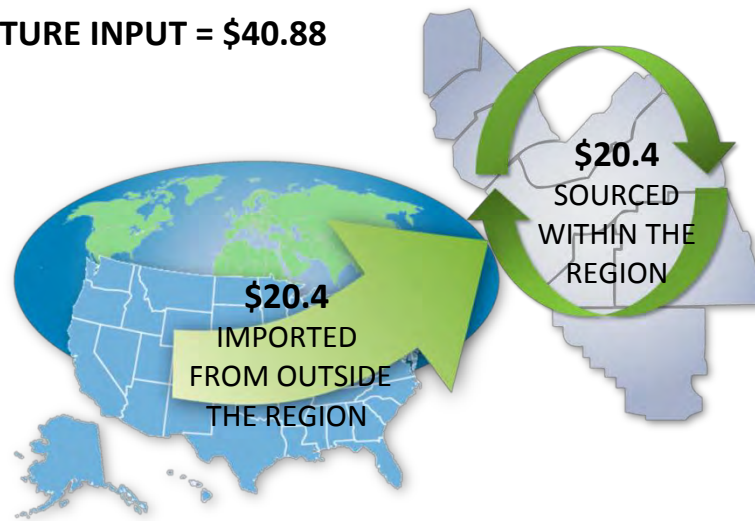 TURE INPUT = $40.88
$20.4
SOURCED
WITHIN THE
REGION
$20.4
IMPORTED
FROM OUTSIDE
THE REGION